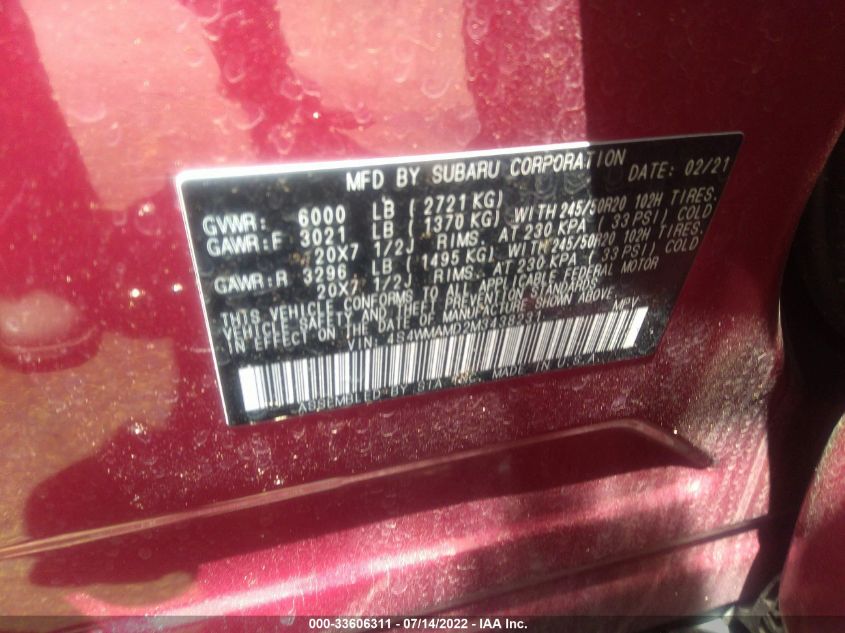 MFD BY SUBARU CORPORATION DATE: 02/21
GVWR: 6000 LB ( 2721 KG)
GAWR:F 3021 LB ( 1370 KG) WITH 245/50R20 102H TIRES.
20X7 1/2J RIMS. AT 230 KPA ( 33 PSI) COLD
GAWR:R 3296 LB ( 1495 KG) WITH 245/50R20 102H TIRES.
20X7 1/2J RIMS. AT 230 KPA ( 33 PSI) COLD
THIS VEHICLE CONFORMS TO ALL APPLICABLE FEDERAL MOTOR
VEHICLE SAFETY AND THEFT PREVENTION STANDARDS
IN EFFECT ON THE DATE OF MANUFACTURE SHOWN ABOVE.
VIN: MPV
ASSEMBLED BY SIA INC. MADE IN U.S.A.
000-33606311 - 07/14/2022 - IAA Inc.